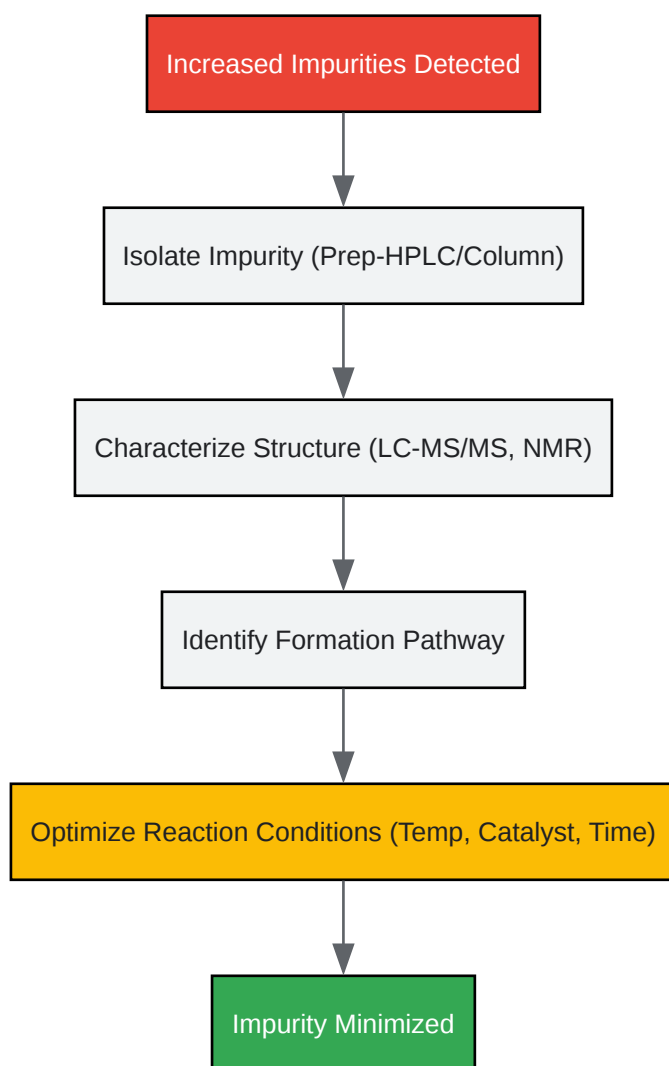 Increased Impurities Detected
Isolate Impurity (Prep-HPLC/Column)
Characterize Structure (LC-MS/MS, NMR)
Identify Formation Pathway
Optimize Reaction Conditions (Temp, Catalyst, Time)
Impurity Minimized